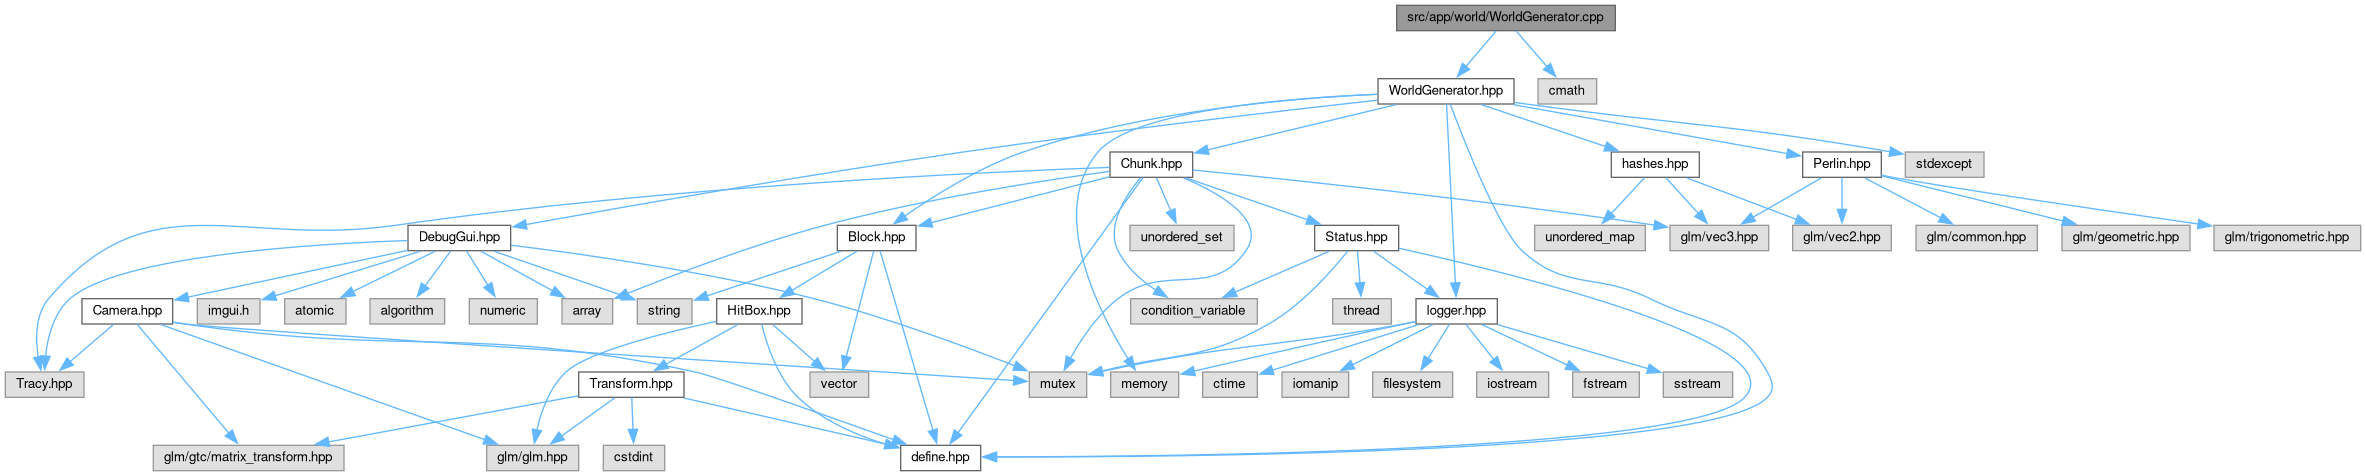 src/app/world/WorldGenerator.cpp
WorldGenerator.hpp
cmath
Chunk.hpp
hashes.hpp
Perlin.hpp
stdexcept
DebugGui.hpp
Block.hpp
unordered_set
Status.hpp
unordered_map
glm/vec3.hpp
glm/vec2.hpp
glm/common.hpp
glm/geometric.hpp
glm/trigonometric.hpp
Camera.hpp
imgui.h
atomic
algorithm
numeric
array
string
HitBox.hpp
condition_variable
thread
logger.hpp
Tracy.hpp
Transform.hpp
vector
mutex
memory
ctime
iomanip
filesystem
iostream
fstream
sstream
glm/gtc/matrix_transform.hpp
glm/glm.hpp
cstdint
define.hpp